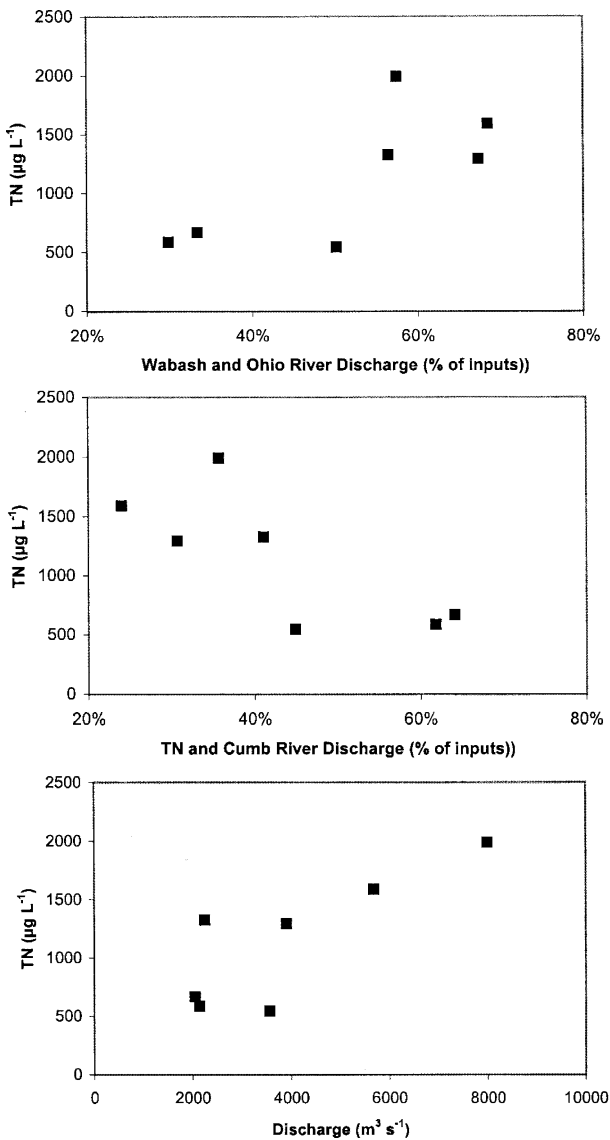 2500
2000
1500
1000
500
0
TN (µg L⁻¹)
20% 40% 60% 80%
Wabash and Ohio River Discharge (% of inputs))
2500
2000
1500
1000
500
0
TN (µg L⁻¹)
20% 40% 60% 80%
TN and Cumb River Discharge (% of inputs))
2500
2000
1500
1000
500
0
TN (µg L⁻¹)
0 2000 4000 6000 8000 10000
Discharge (m³ s⁻¹)